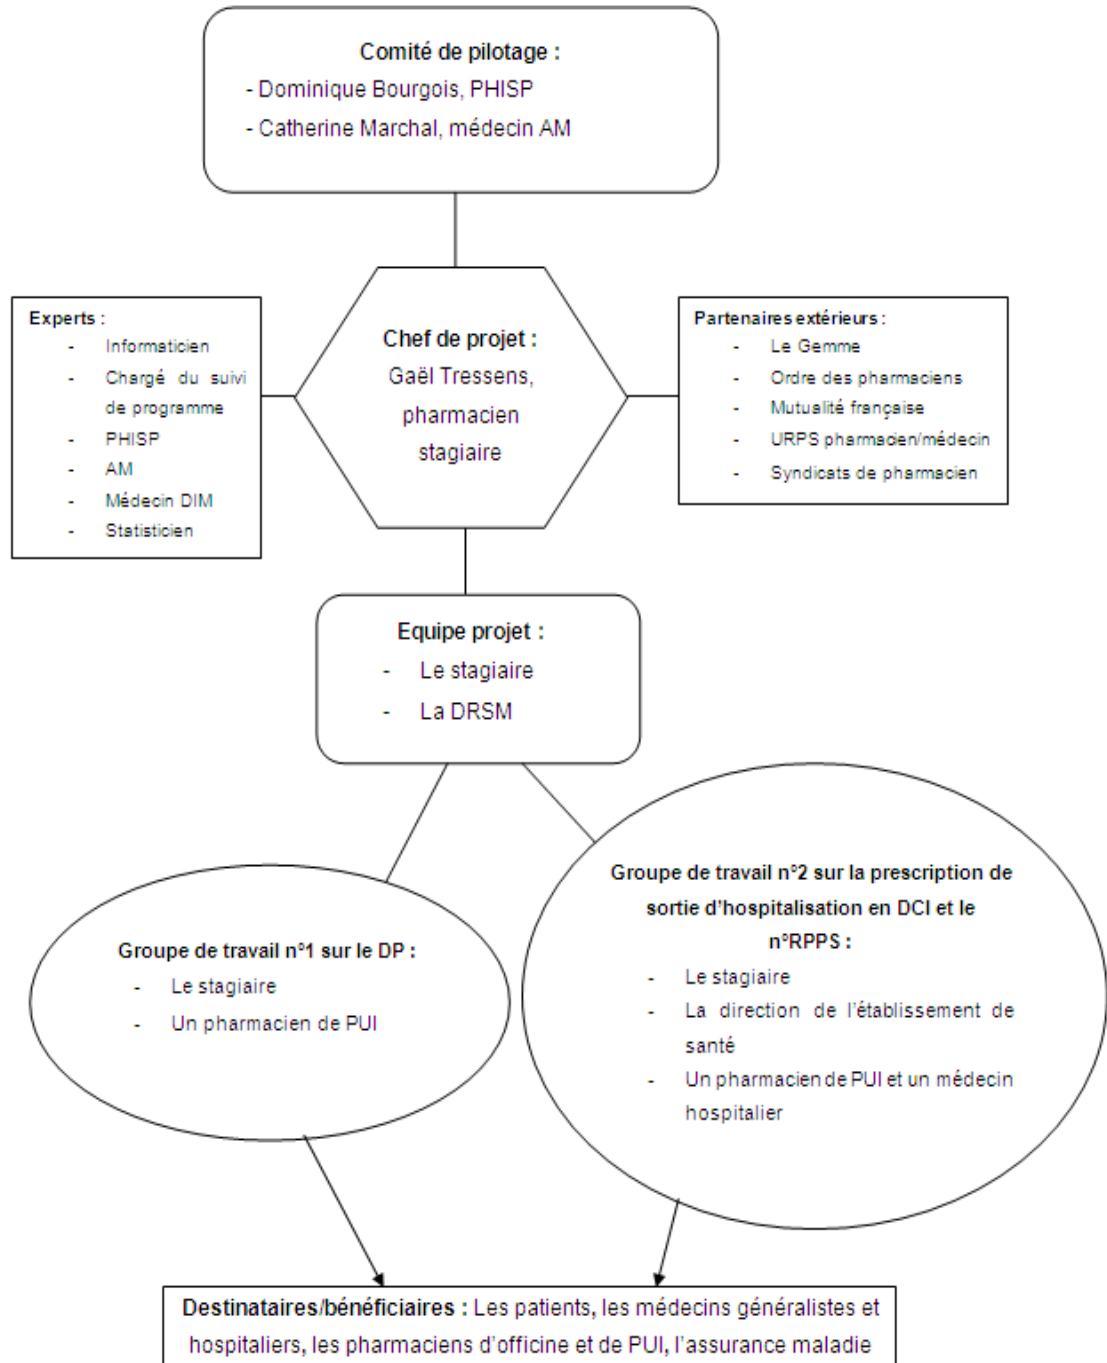 Comité de pilotage :
- Dominique Bourgois, PHISP
- Catherine Marchal, médecin AM
Experts :
- Informaticien
- Chargé du suivi
de programme
- PHISP
- AM
- Médecin DIM
- Statisticien
Chef de projet :
Gaël Tressens,
pharmacien
stagiaire
Partenaires extérieurs :
- Le Gemme
- Ordre des pharmaciens
- Mutualité française
- URPS pharmacien/médecin
- Syndicats de pharmacien
Equipe projet :
- Le stagiaire
- La DRSM
Groupe de travail n°1 sur le DP :
- Le stagiaire
- Un pharmacien de PUI
Groupe de travail n°2 sur la prescription de
sortie d'hospitalisation en DCI et le
n°RPPS :
- Le stagiaire
- La direction de l'établissement de
santé
- Un pharmacien de PUI et un médecin
hospitalier
Destinataires/bénéficiaires : Les patients, les médecins généralistes et
hospitaliers, les pharmaciens d'officine et de PUI, l'assurance maladie